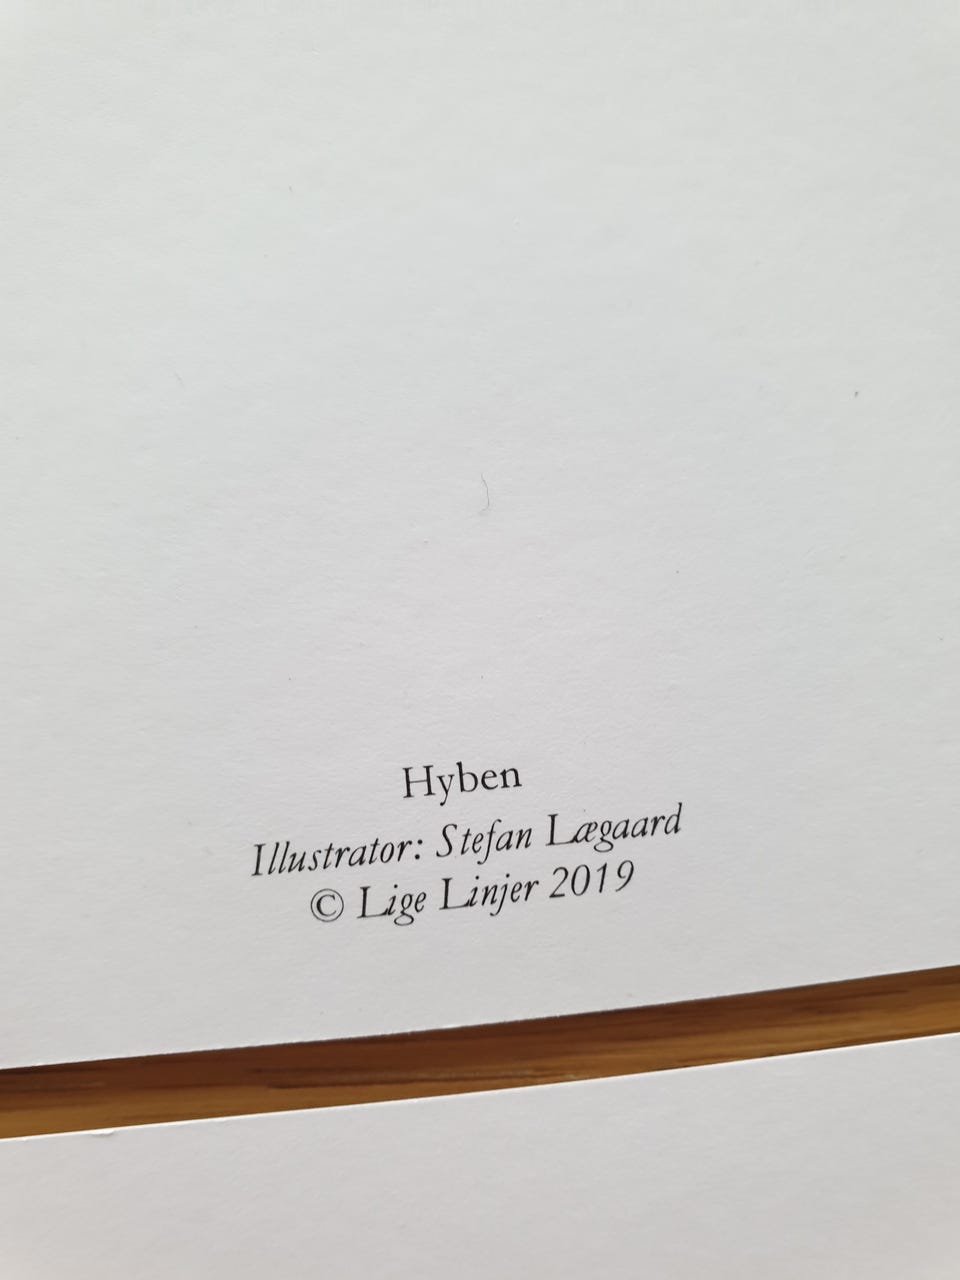 Hyben
Illustrator: Stefan Lægaard
© Lige Linjer 2019